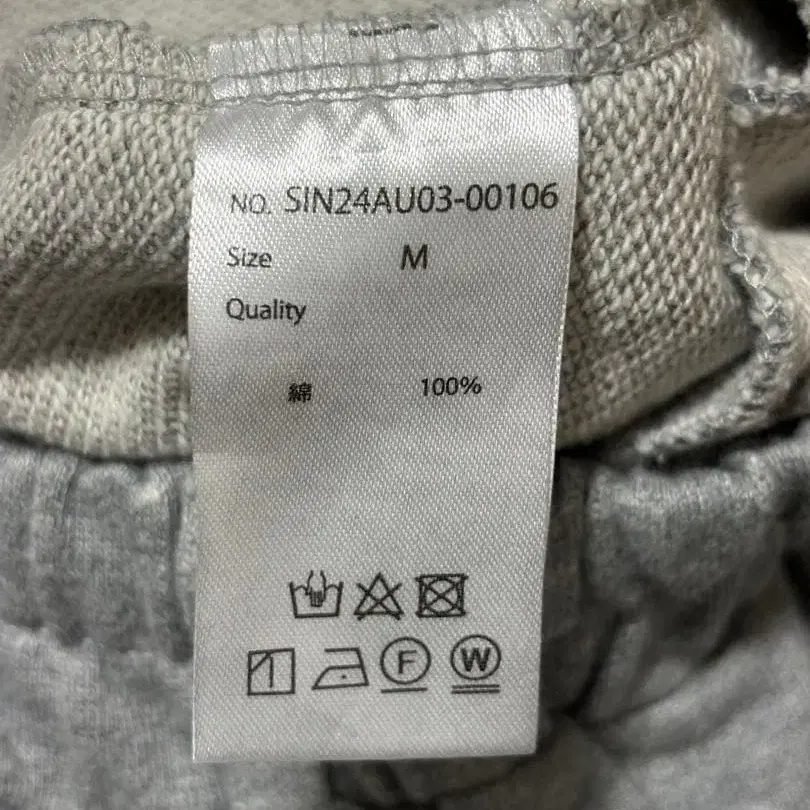 NO. SIN24AU03-00106
Size M
Quality
綿 100%
F W